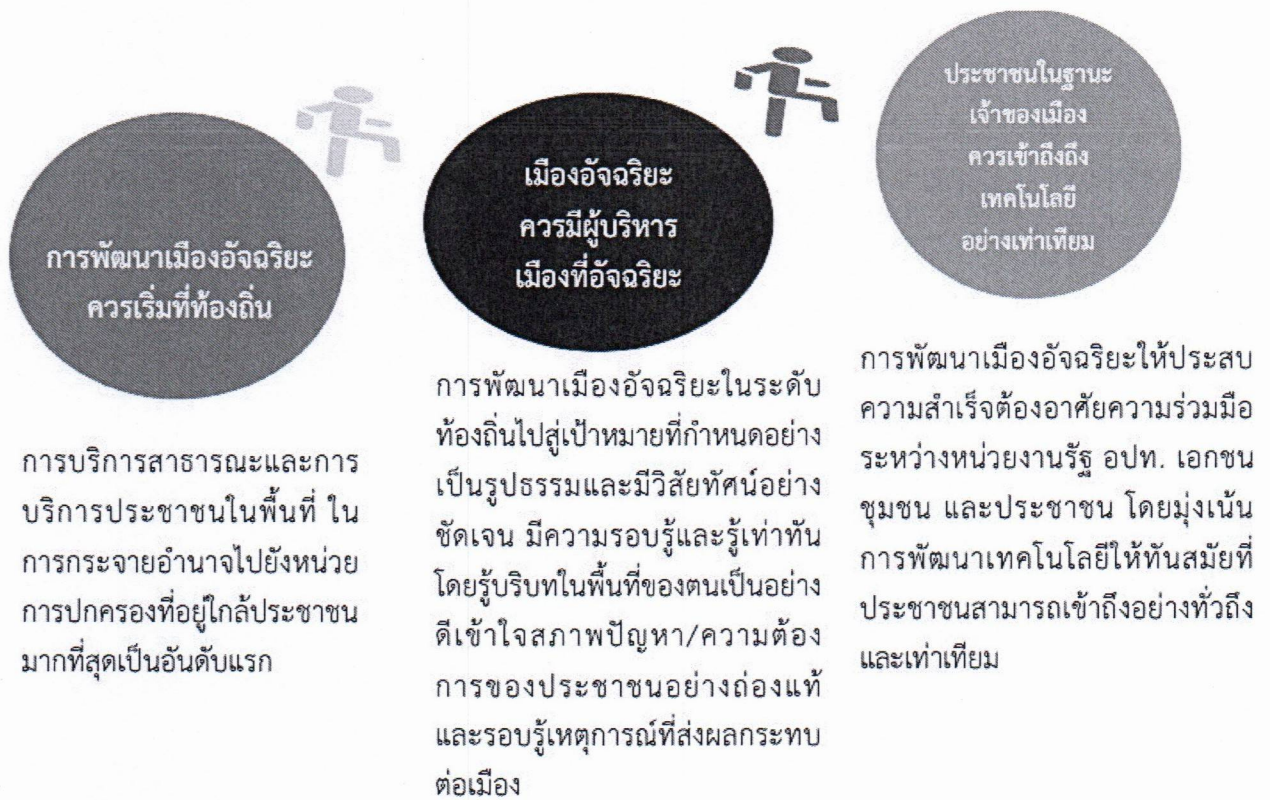 การพัฒนาเมืองอัจฉริยะ
ควรเริ่มที่ท้องถิ่น
การบริการสาธารณะและการ
บริการประชาชนในพื้นที่ ใน
การกระจายอำนาจไปยังหน่วย
การปกครองที่อยู่ใกล้ประชาชน
มากที่สุดเป็นอันดับแรก
เมืองอัจฉริยะ
ควรมีผู้บริหาร
เมืองที่อัจฉริยะ
การพัฒนาเมืองอัจฉริยะในระดับ
ท้องถิ่นไปสู่เป้าหมายที่กำหนดอย่าง
เป็นรูปธรรมและมีวิสัยทัศน์อย่าง
ชัดเจน มีความรอบรู้และรู้เท่าทัน
โดยรู้บริบทในพื้นที่ของตนเป็นอย่าง
ดีเข้าใจสภาพปัญหา/ความต้อง
การของประชาชนอย่างถ่องแท้
และรอบรู้เหตุการณ์ที่ส่งผลกระทบ
ต่อเมือง
ประชาชนในฐานะ
เจ้าของเมือง
ควรเข้าถึงถึง
เทคโนโลยี
อย่างเท่าเทียม
การพัฒนาเมืองอัจฉริยะให้ประสบ
ความสำเร็จต้องอาศัยความร่วมมือ
ระหว่างหน่วยงานรัฐ อปท. เอกชน
ชุมชน และประชาชน โดยมุ่งเน้น
การพัฒนาเทคโนโลยีให้ทันสมัยที่
ประชาชนสามารถเข้าถึงอย่างทั่วถึง
และเท่าเทียม